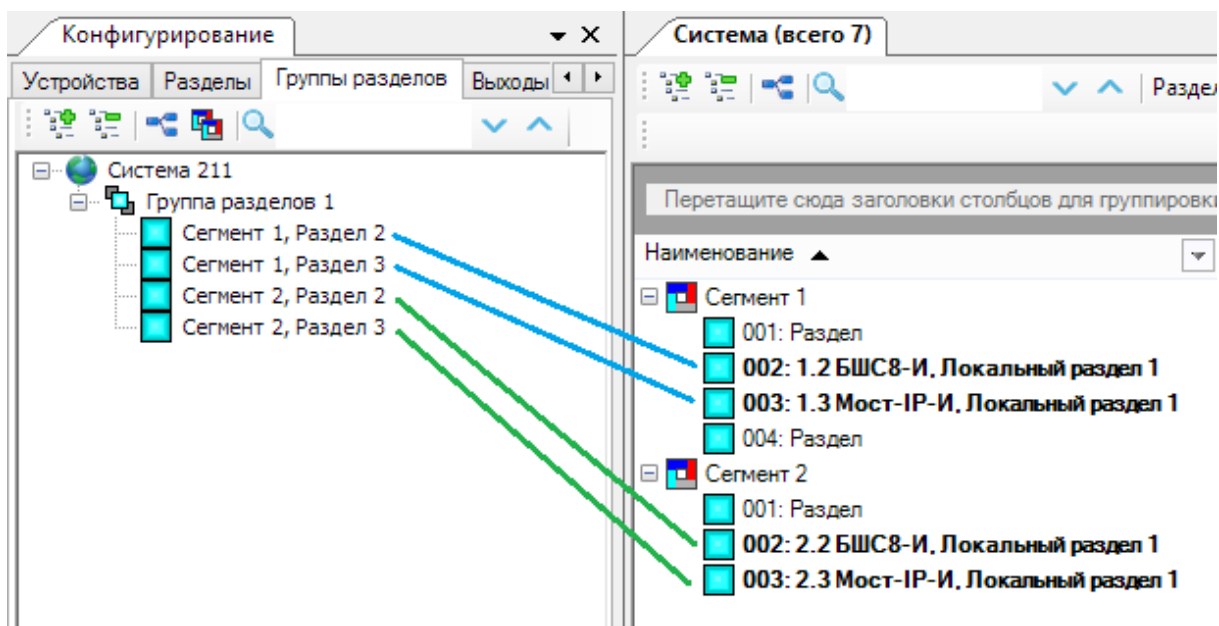 Конфигурирование
Устройства Разделы Группы разделов Выходы
Система 211
Группа разделов 1
Сегмент 1, Раздел 2
Сегмент 1, Раздел 3
Сегмент 2, Раздел 2
Сегмент 2, Раздел 3
Система (всего 7)
Раздел
Перетащите сюда заголовки столбцов для группировки
Наименование
Сегмент 1
001: Раздел
002: 1.2 БШС8-И, Локальный раздел 1
003: 1.3 Мост-IP-И, Локальный раздел 1
004: Раздел
Сегмент 2
001: Раздел
002: 2.2 БШС8-И, Локальный раздел 1
003: 2.3 Мост-IP-И, Локальный раздел 1